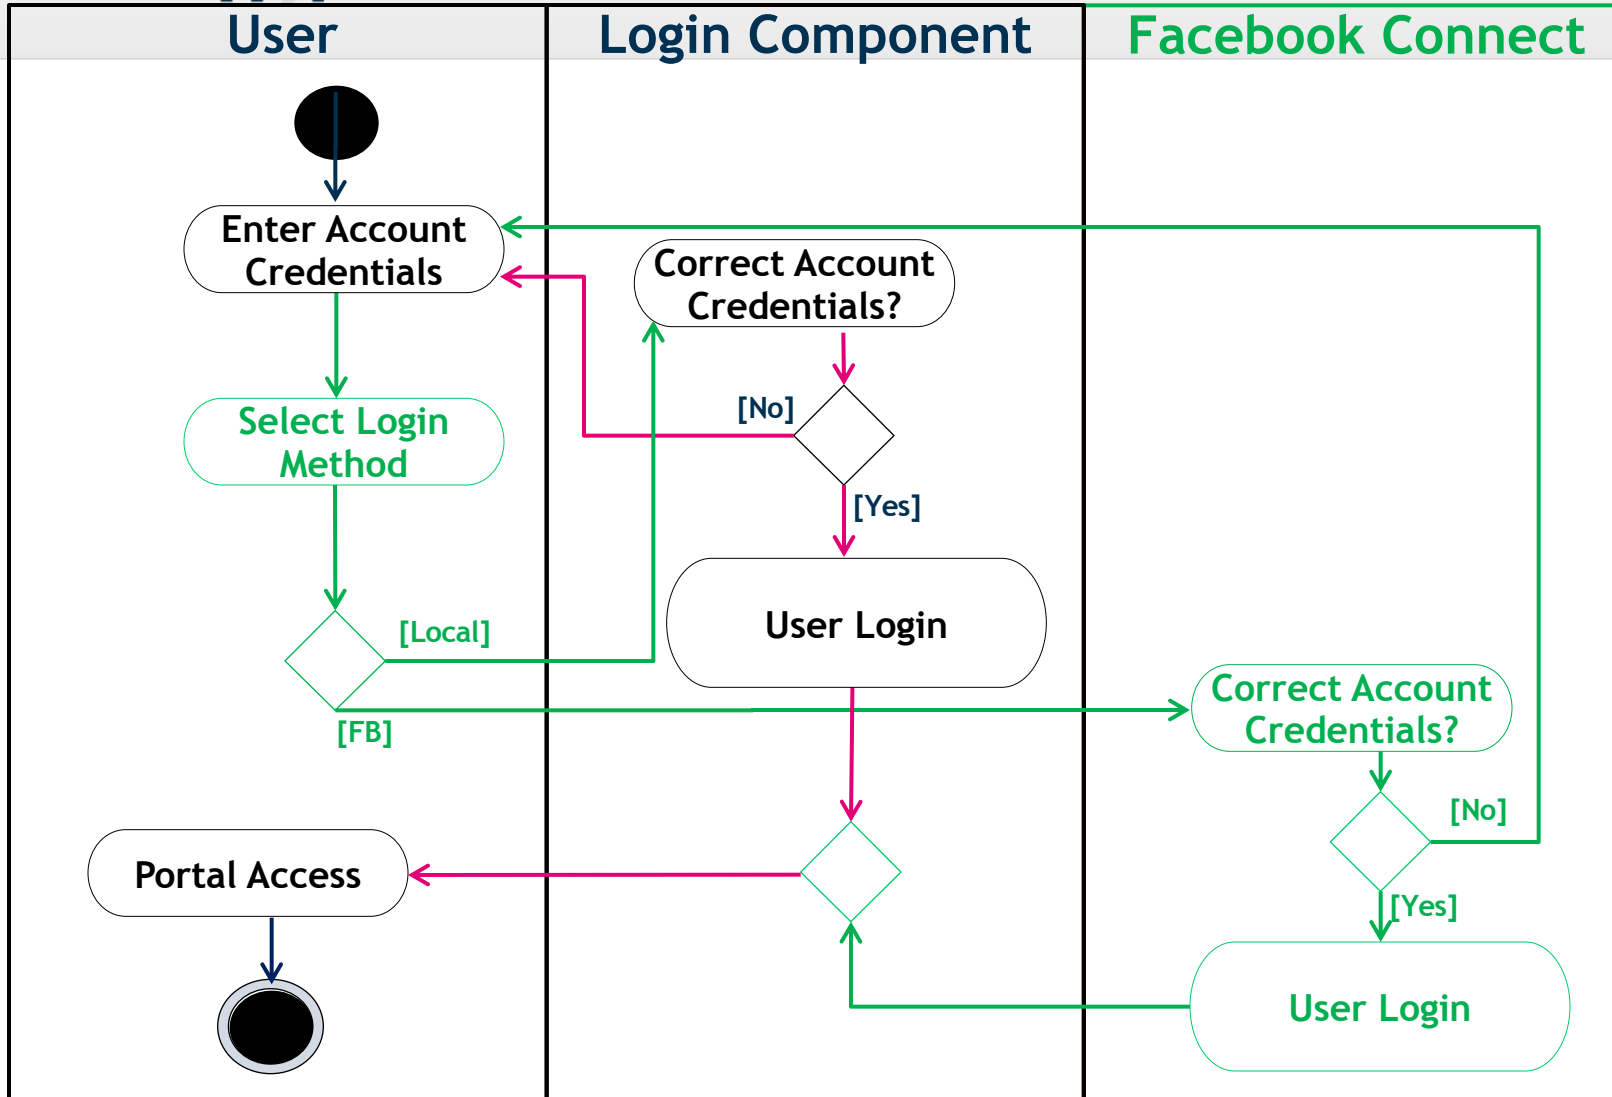 User
Login Component
Facebook Connect
Enter Account
Credentials
Correct Account
Credentials?
[No]
Select Login
Method
[Yes]
User Login
[Local]
[FB]
Correct Account
Credentials?
[No]
Portal Access
[Yes]
User Login